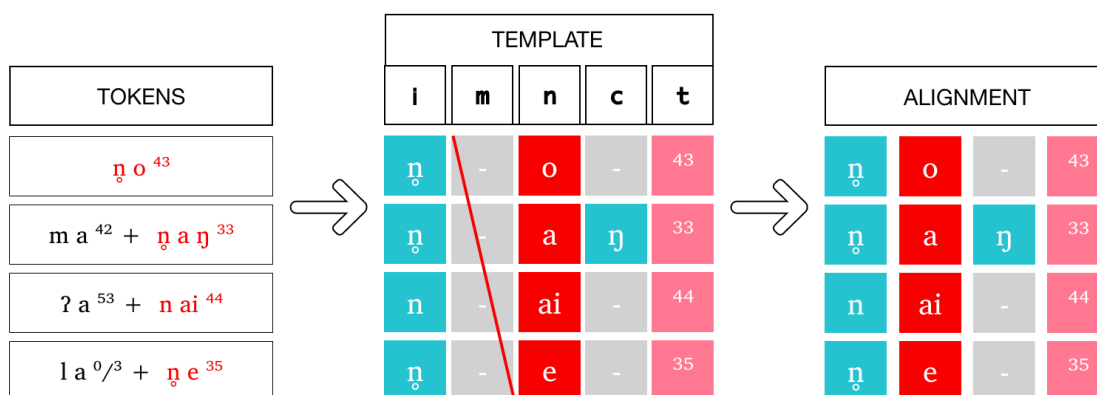 TEMPLATE
TOKENS
i m n c t
ALIGNMENT
n̥ o ⁴³
n̥ - o - ⁴³
n̥ o - ⁴³
m a ⁴² + n̥ a ŋ ³³
n̥ - a ŋ ³³
n̥ a ŋ ³³
ʔ a ⁵³ + n ai ⁴⁴
n - ai - ⁴⁴
n ai - ⁴⁴
l a ⁰/³ + n̥ e ³⁵
n̥ - e - ³⁵
n̥ e - ³⁵